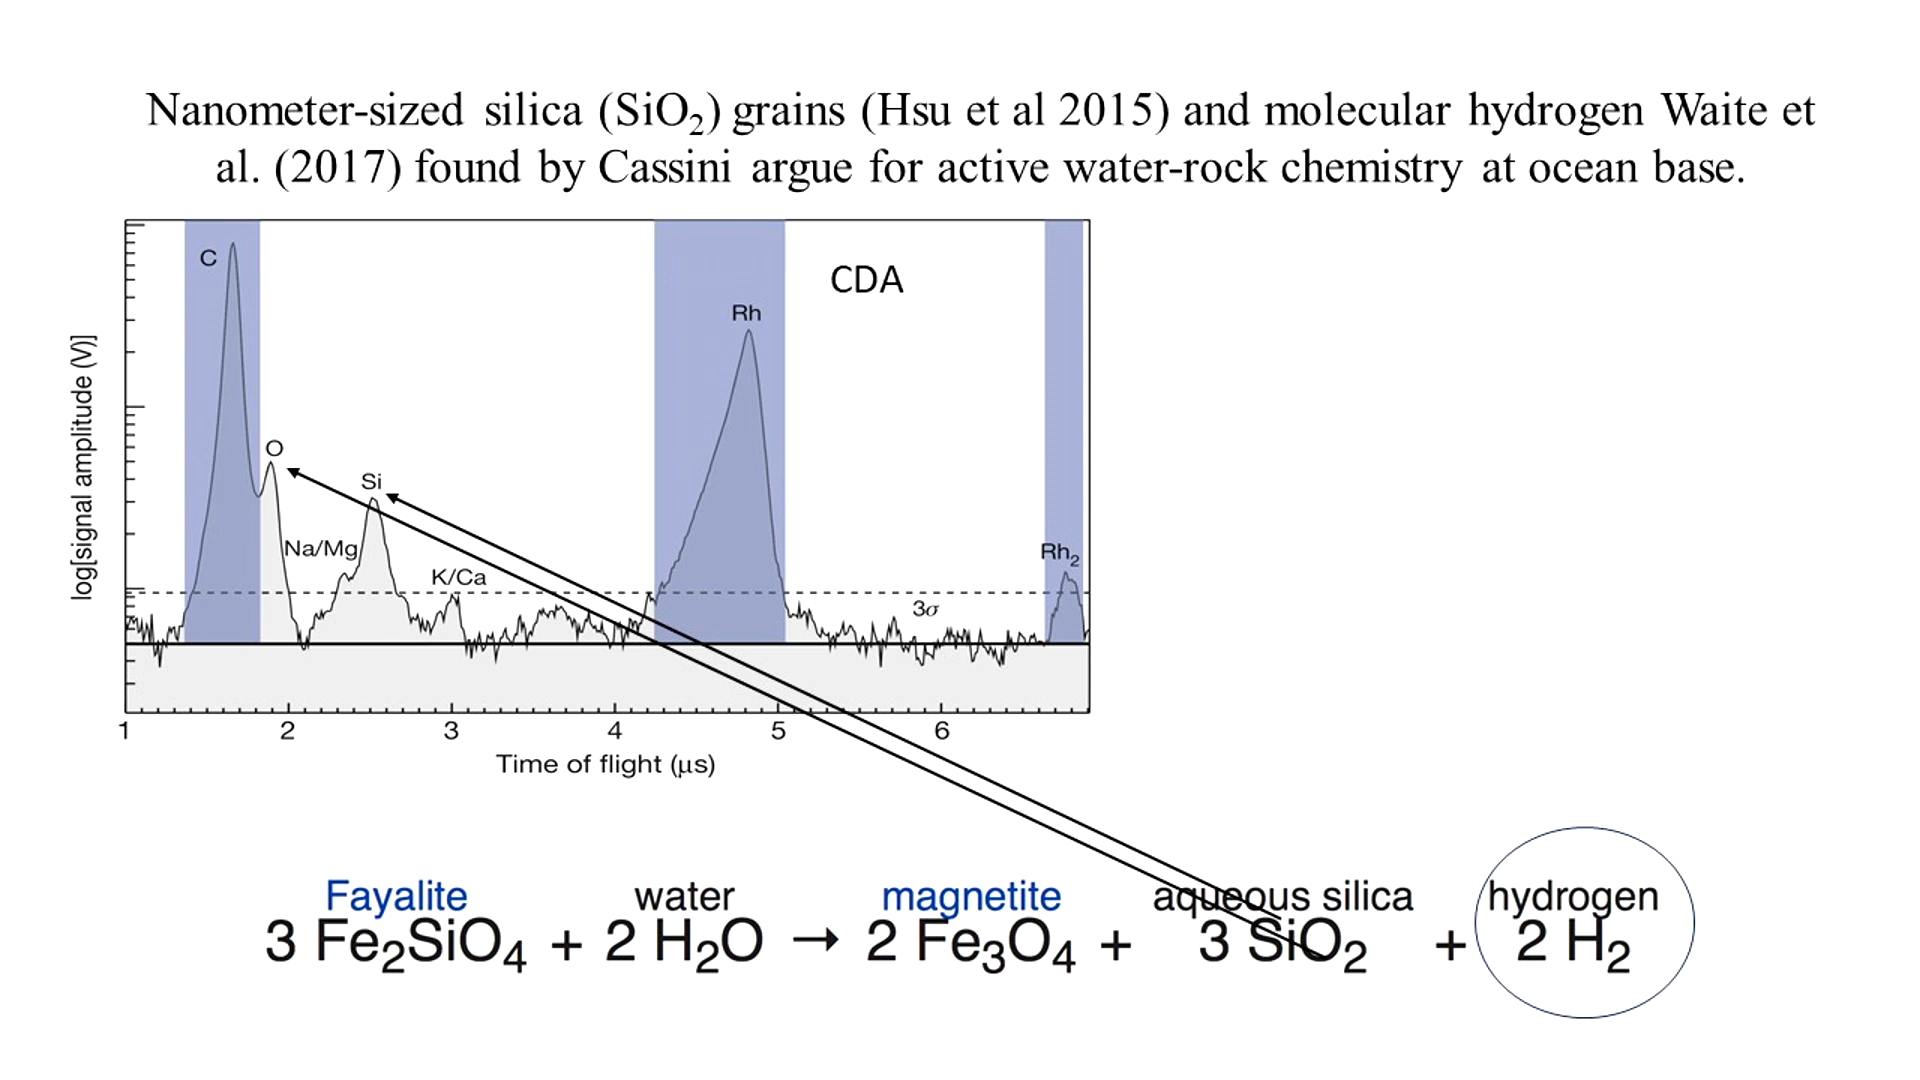 Nanometer-sized silica (SiO₂) grains (Hsu et al 2015) and molecular hydrogen Waite et
al. (2017) found by Cassini argue for active water-rock chemistry at ocean base.
C
CDA
Rh
O
Si
Na/Mg
K/Ca
Rh₂
3σ
log[signal amplitude (V)]
1 2 3 4 5 6
Time of flight (μs)
Fayalite water magnetite aqueous silica hydrogen
3 Fe₂SiO₄ + 2 H₂O → 2 Fe₃O₄ + 3 SiO₂ + 2 H₂